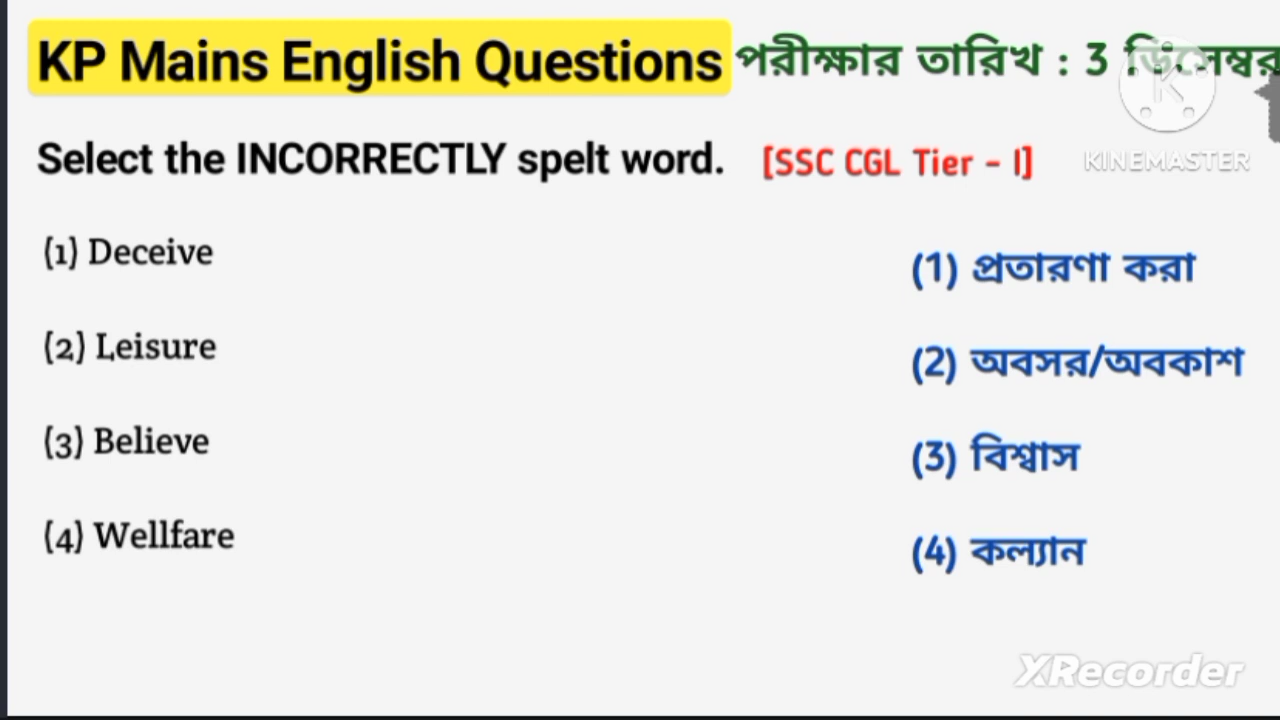 KP Mains English Questions পরীক্ষার তারিখ : 3 ডিসেম্বর
KINEMASTER
Select the INCORRECTLY spelt word. [SSC CGL Tier - I]
(1) Deceive
(1) প্রতারণা করা
(2) Leisure
(2) অবসর/অবকাশ
(3) Believe
(3) বিশ্বাস
(4) Wellfare
(4) কল্যান
XRecorder